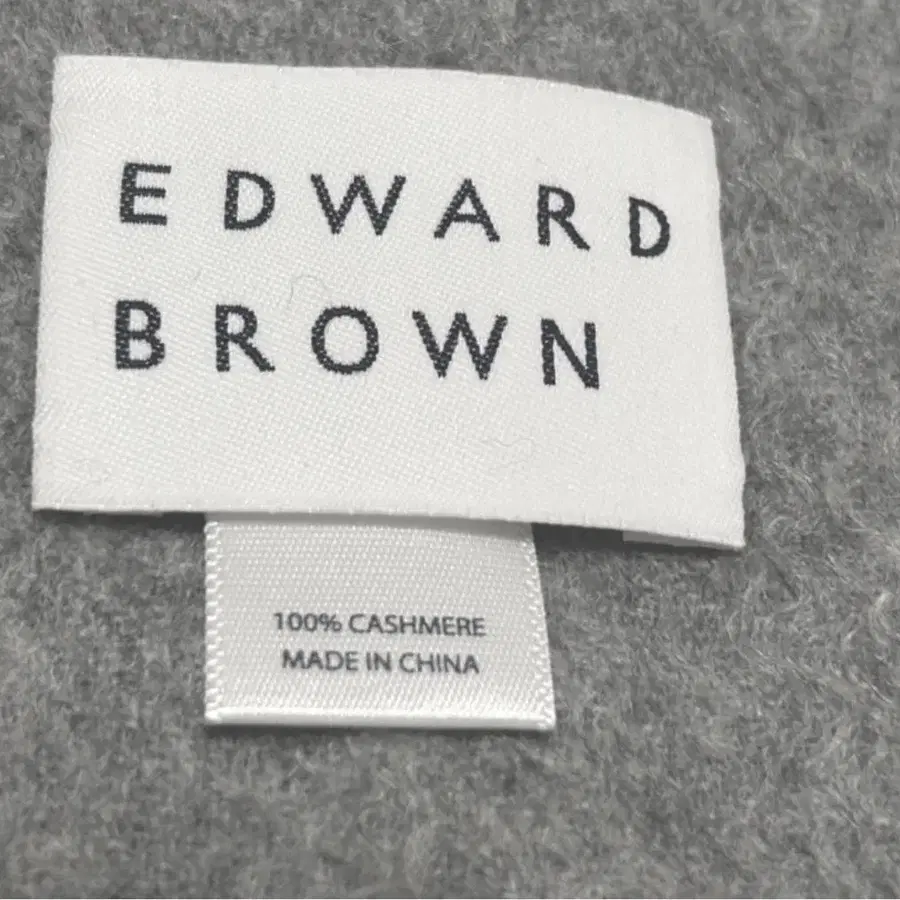 EDWARD
BROWN
100% CASHMERE
MADE IN CHINA